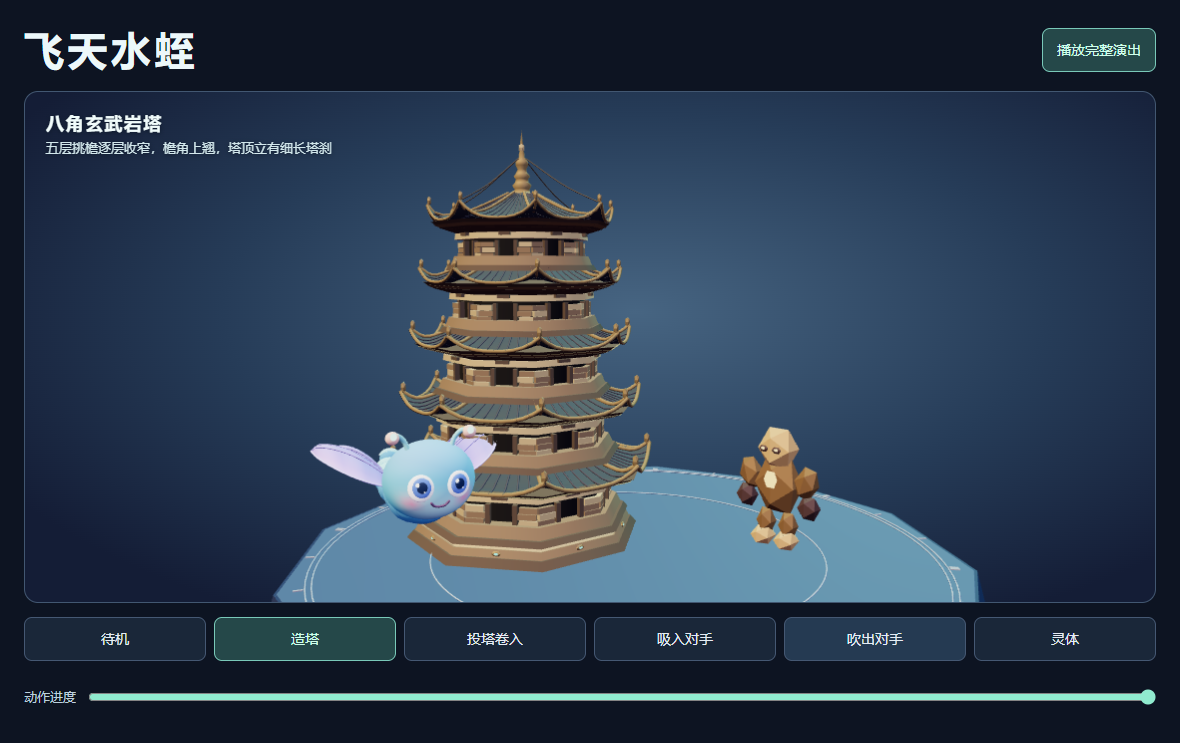 飞天水蛭
播放完整演出
八角玄武岩塔
五层挑檐逐层收窄，檐角上翘，塔顶立有细长塔刹
待机
造塔
投塔卷入
吸入对手
吹出对手
灵体
动作进度